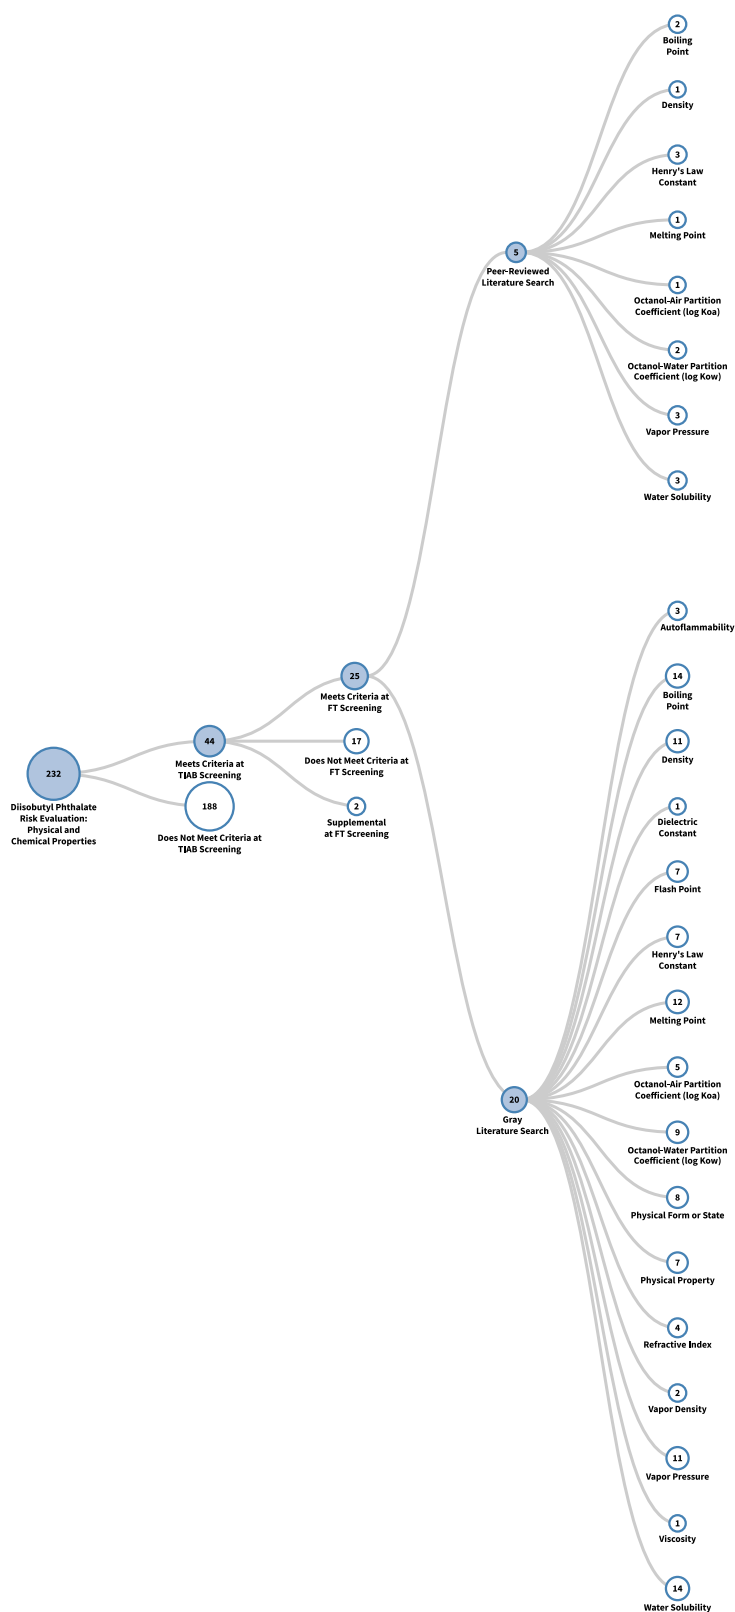 2
Boiling
Point
1
Density
3
Henry's Law
Constant
1
Melting Point
5
Peer-Reviewed
Literature Search
1
Octanol-Air Partition
Coefficient (log Koa)
2
Octanol-Water Partition
Coefficient (log Kow)
3
Vapor Pressure
3
Water Solubility
3
Autoflammability
25
Meets Criteria at
FT Screening
14
Boiling
Point
44
Meets Criteria at
TIAB Screening
17
Does Not Meet Criteria at
FT Screening
11
Density
232
Diisobutyl Phthalate
Risk Evaluation:
Physical and
Chemical Properties
188
Does Not Meet Criteria at
TIAB Screening
2
Supplemental
at FT Screening
1
Dielectric
Constant
7
Flash Point
7
Henry's Law
Constant
12
Melting Point
5
Octanol-Air Partition
Coefficient (log Koa)
20
Gray
Literature Search
9
Octanol-Water Partition
Coefficient (log Kow)
8
Physical Form or State
7
Physical Property
4
Refractive Index
2
Vapor Density
11
Vapor Pressure
1
Viscosity
14
Water Solubility